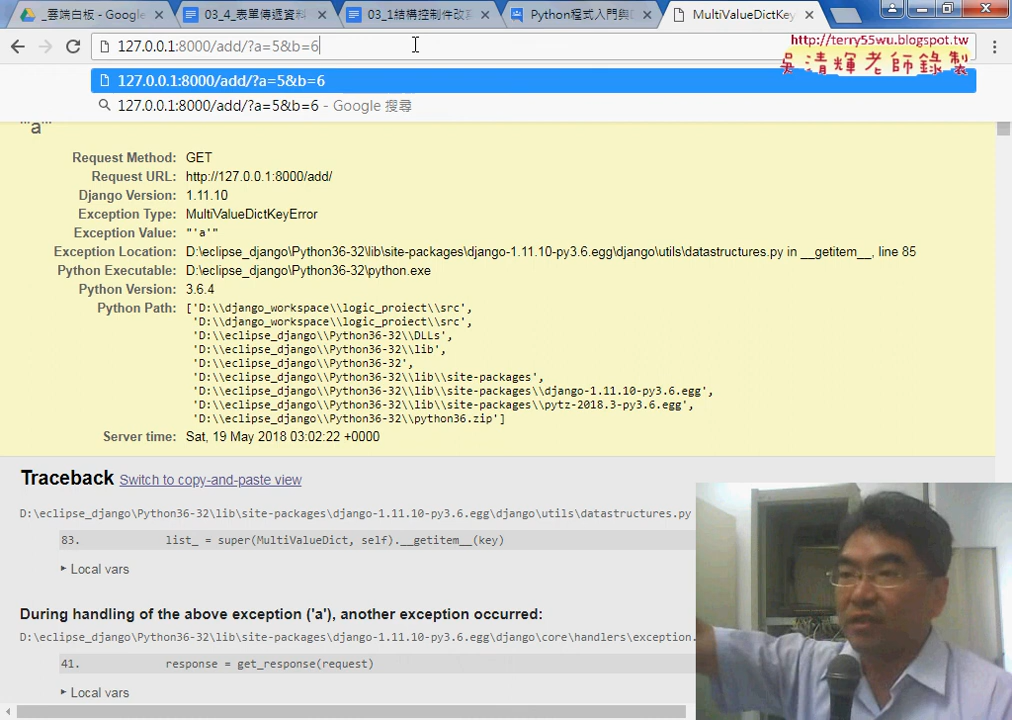 _雲端白板 - Google
03_4_表單傳遞資料
03_1結構控制件改
Python程式入門與
MultiValueDictKey
127.0.0.1:8000/add/?a=5&b=6
http://terry55wu.blogspot.tw
吳清輝老師錄製
127.0.0.1:8000/add/?a=5&b=6
127.0.0.1:8000/add/?a=5&b=6 - Google 搜尋
"'a'"
Request Method: GET
Request URL: http://127.0.0.1:8000/add/
Django Version: 1.11.10
Exception Type: MultiValueDictKeyError
Exception Value: "'a'"
Exception Location: D:\eclipse_django\Python36-32\lib\site-packages\django-1.11.10-py3.6.egg\django\utils\datastructures.py in __getitem__, line 85
Python Executable: D:\eclipse_django\Python36-32\python.exe
Python Version: 3.6.4
Python Path: ['D:\\django_workspace\\logic_proiect\\src',
'D:\\django_workspace\\logic_proiect\\src',
'D:\\eclipse_django\\Python36-32\\DLLs',
'D:\\eclipse_django\\Python36-32\\lib',
'D:\\eclipse_django\\Python36-32',
'D:\\eclipse_django\\Python36-32\\lib\\site-packages',
'D:\\eclipse_django\\Python36-32\\lib\\site-packages\\django-1.11.10-py3.6.egg',
'D:\\eclipse_django\\Python36-32\\lib\\site-packages\\pytz-2018.3-py3.6.egg',
'D:\\eclipse_django\\Python36-32\\python36.zip']
Server time: Sat, 19 May 2018 03:02:22 +0000
Traceback Switch to copy-and-paste view
D:\eclipse_django\Python36-32\lib\site-packages\django-1.11.10-py3.6.egg\django\utils\datastructures.py
83. list_ = super(MultiValueDict, self).__getitem__(key)
▸ Local vars
During handling of the above exception ('a'), another exception occurred:
D:\eclipse_django\Python36-32\lib\site-packages\django-1.11.10-py3.6.egg\django\core\handlers\exception.
41. response = get_response(request)
▸ Local vars